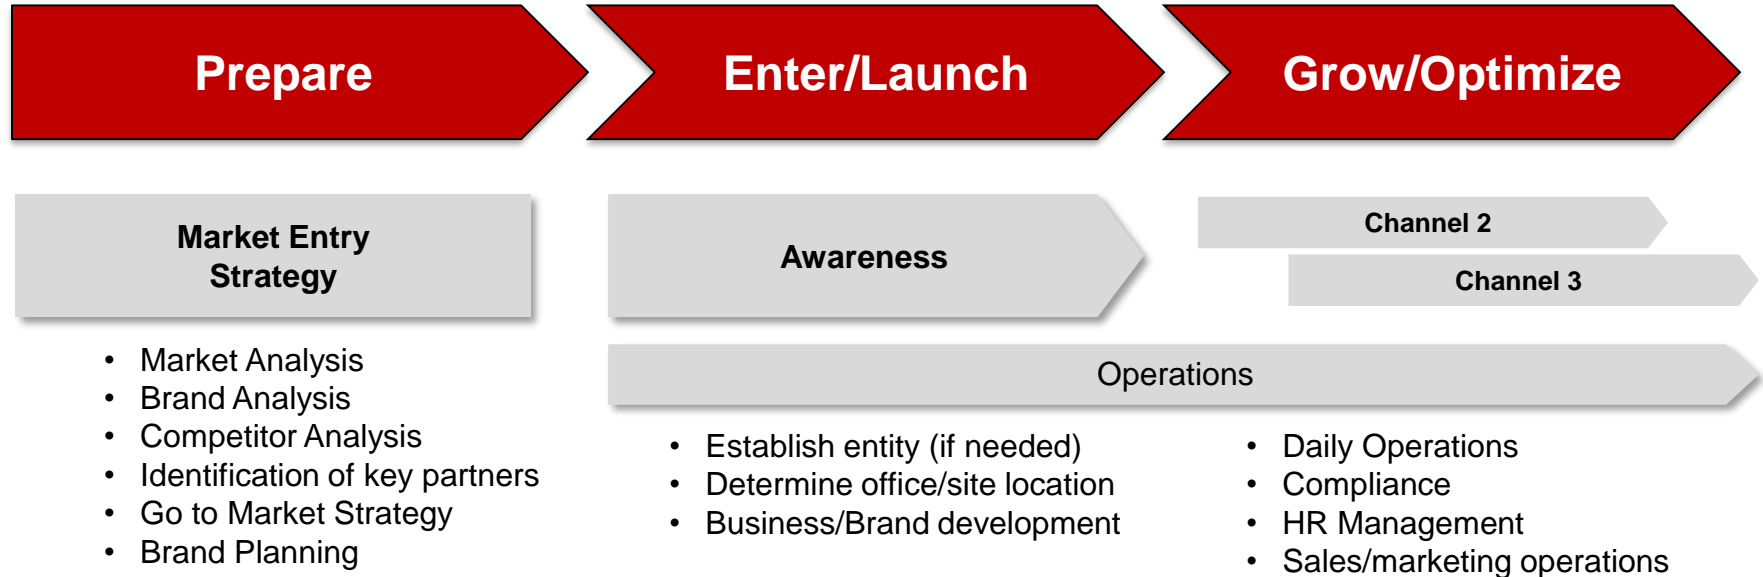 Prepare
Enter/Launch
Grow/Optimize
Market Entry
Strategy
Awareness
Channel 2
Channel 3
Operations
• Market Analysis
• Brand Analysis
• Competitor Analysis
• Identification of key partners
• Go to Market Strategy
• Brand Planning
• Establish entity (if needed)
• Determine office/site location
• Business/Brand development
• Daily Operations
• Compliance
• HR Management
• Sales/marketing operations